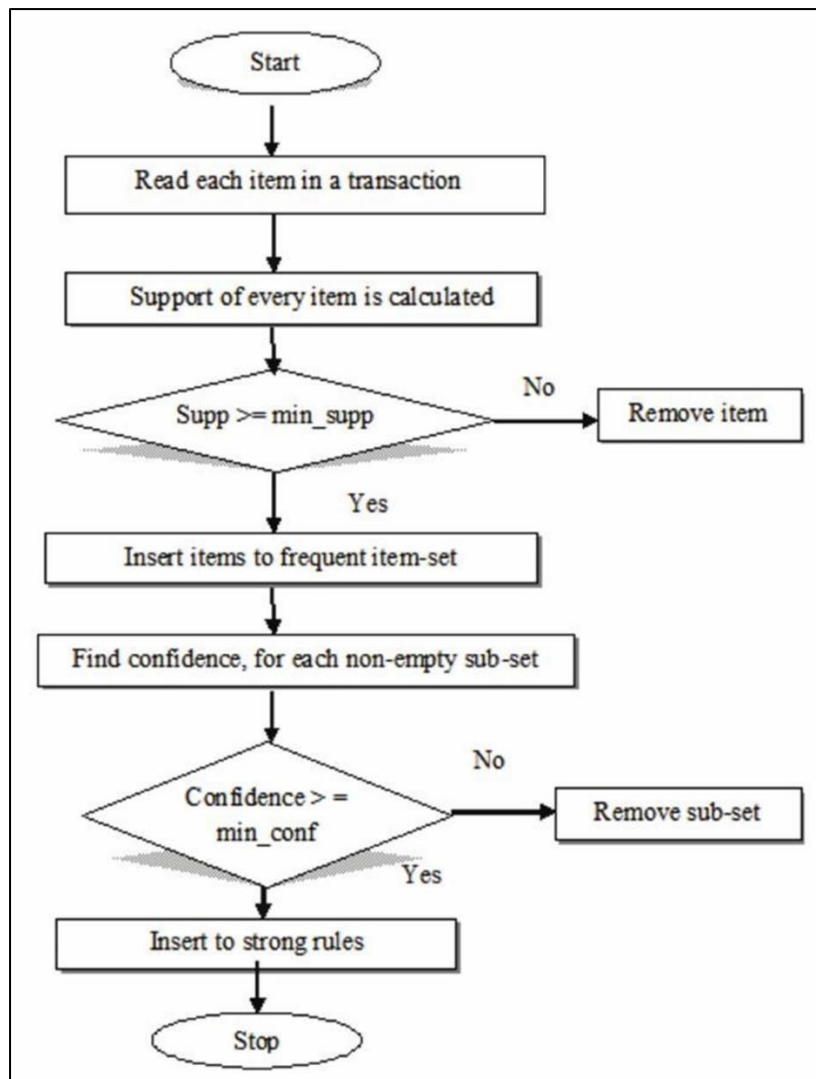 Start
Read each item in a transaction
Support of every item is calculated
Supp >= min_supp
No
Remove item
Yes
Insert items to frequent item-set
Find confidence, for each non-empty sub-set
Confidence > =
min_conf
No
Remove sub-set
Yes
Insert to strong rules
Stop